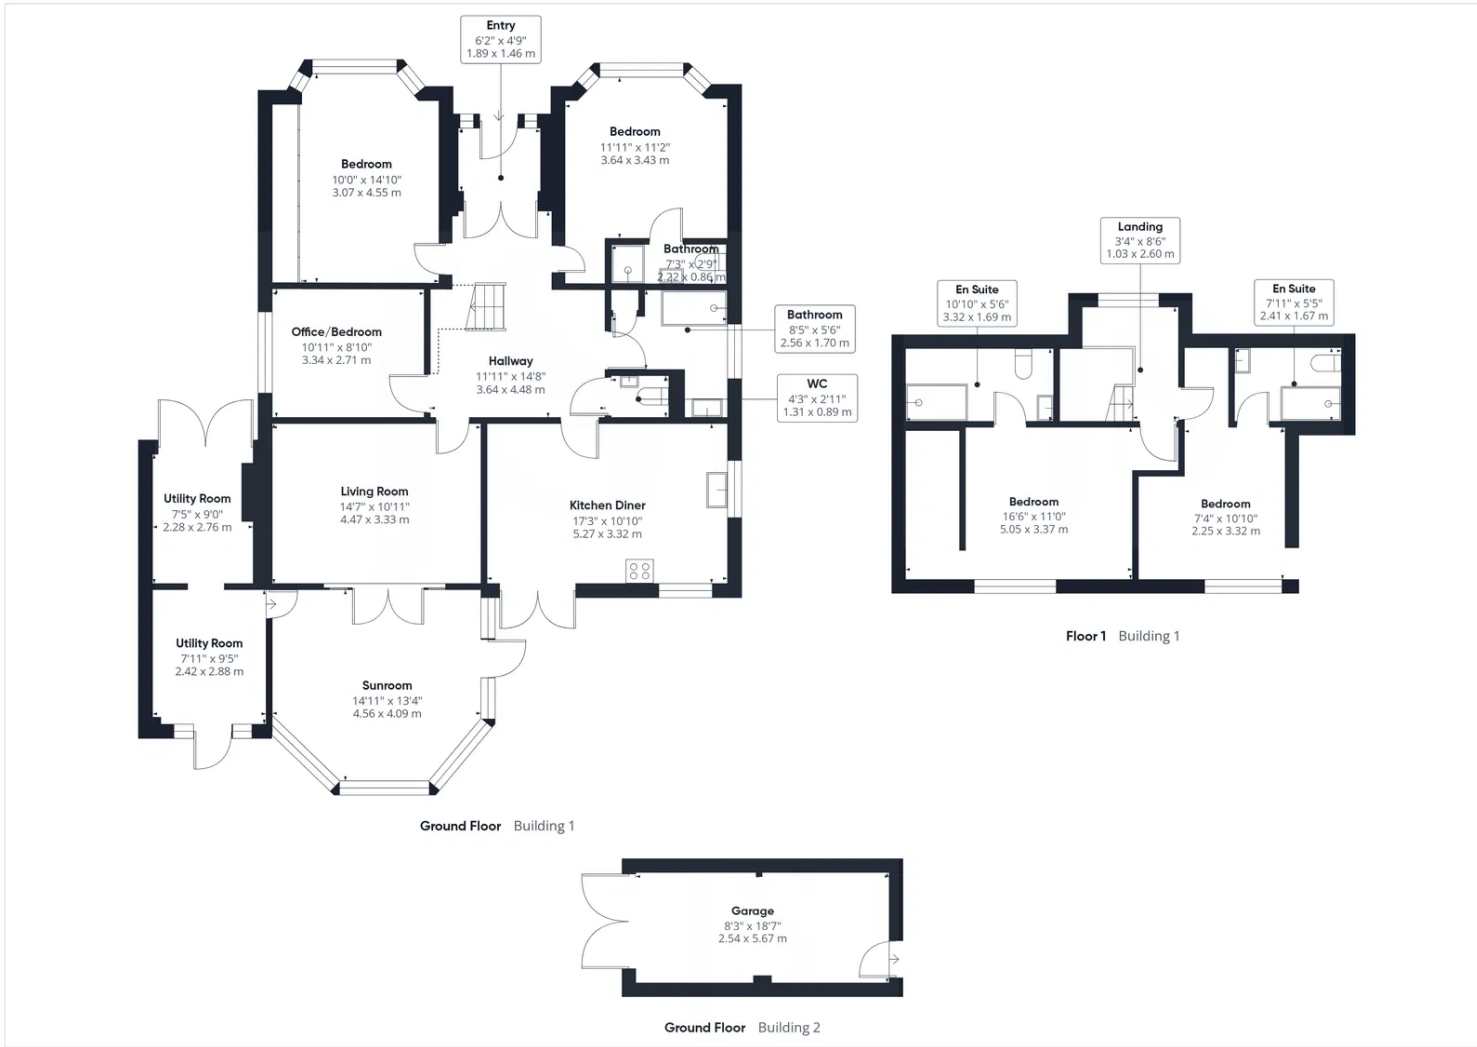 Entry
6'2" x 4'9"
1.89 x 1.46 m
Bedroom
10'0" x 14'10"
3.07 x 4.55 m
Bedroom
11'11" x 11'2"
3.64 x 3.43 m
Bathroom
7'3" x 2'9"
2.22 x 0.86 m
Office/Bedroom
10'11" x 8'10"
3.34 x 2.71 m
Hallway
11'11" x 14'8"
3.64 x 4.48 m
Bathroom
8'5" x 5'6"
2.56 x 1.70 m
WC
4'3" x 2'11"
1.31 x 0.89 m
Utility Room
7'5" x 9'0"
2.28 x 2.76 m
Living Room
14'7" x 10'11"
4.47 x 3.33 m
Kitchen Diner
17'3" x 10'10"
5.27 x 3.32 m
Utility Room
7'11" x 9'5"
2.42 x 2.88 m
Sunroom
14'11" x 13'4"
4.56 x 4.09 m
Ground Floor Building 1
Landing
3'4" x 8'6"
1.03 x 2.60 m
En Suite
10'10" x 5'6"
3.32 x 1.69 m
En Suite
7'11" x 5'5"
2.41 x 1.67 m
Bedroom
16'6" x 11'0"
5.05 x 3.37 m
Bedroom
7'4" x 10'10"
2.25 x 3.32 m
Floor 1 Building 1
Garage
8'3" x 18'7"
2.54 x 5.67 m
Ground Floor Building 2